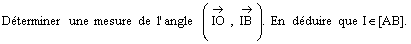 Déterminer une mesure de l'angle (IO→ , IB→). En déduire que I∈[AB].